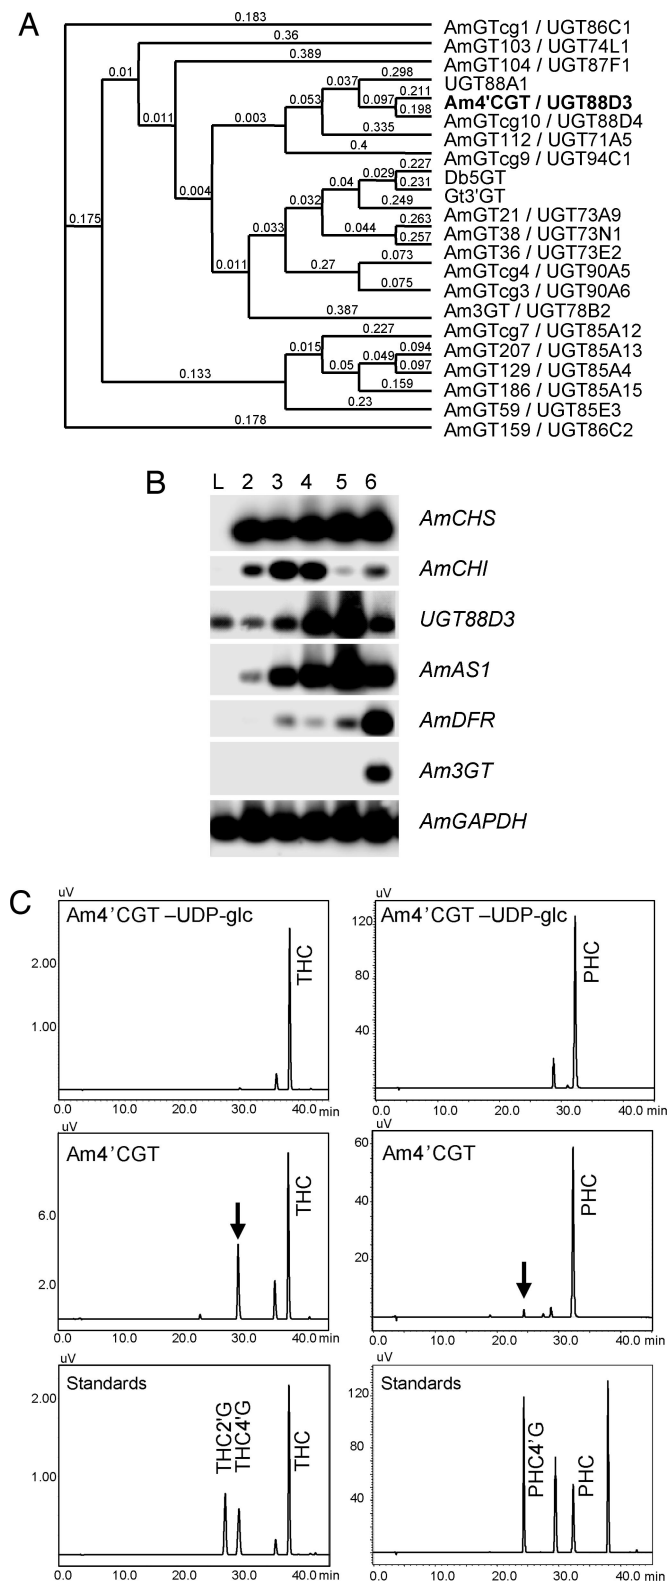 A
0.183
AmGTcg1 / UGT86C1
0.36
AmGT103 / UGT74L1
0.389
AmGT104 / UGT87F1
0.01
0.298
UGT88A1
0.037
0.211
Am4'CGT / UGT88D3
0.097
0.053
0.198
AmGTcg10 / UGT88D4
0.011
0.003
0.335
AmGT112 / UGT71A5
0.4
AmGTcg9 / UGT94C1
0.227
Db5GT
0.029
0.04
0.231
Gt3'GT
0.004
0.032
0.249
AmGT21 / UGT73A9
0.175
0.263
AmGT38 / UGT73N1
0.033
0.044
0.257
AmGT36 / UGT73E2
0.073
AmGTcg4 / UGT90A5
0.011
0.27
0.075
AmGTcg3 / UGT90A6
0.387
Am3GT / UGT78B2
0.227
AmGTcg7 / UGT85A12
0.015
0.094
AmGT207 / UGT85A13
0.049
0.05
0.097
AmGT129 / UGT85A4
0.133
0.159
AmGT186 / UGT85A15
0.23
AmGT59 / UGT85E3
0.178
AmGT159 / UGT86C2
B
L 2 3 4 5 6
AmCHS
AmCHI
UGT88D3
AmAS1
AmDFR
Am3GT
AmGAPDH
C
uV
Am4'CGT –UDP-glc
2.00
1.00
THC
0.0 10.0 20.0 30.0 40.0 min
uV
Am4'CGT –UDP-glc
120
80
40
PHC
0.0 10.0 20.0 30.0 40.0 min
uV
Am4'CGT
6.0
2.0
THC
0.0 10.0 20.0 30.0 40.0 min
uV
Am4'CGT
60
40
20
PHC
0.0 10.0 20.0 30.0 40.0 min
uV
Standards
2.00
1.00
THC2'G
THC4'G
THC
0.0 10.0 20.0 30.0 40.0 min
uV
Standards
120
80
40
PHC4'G
PHC
0.0 10.0 20.0 30.0 40.0 min